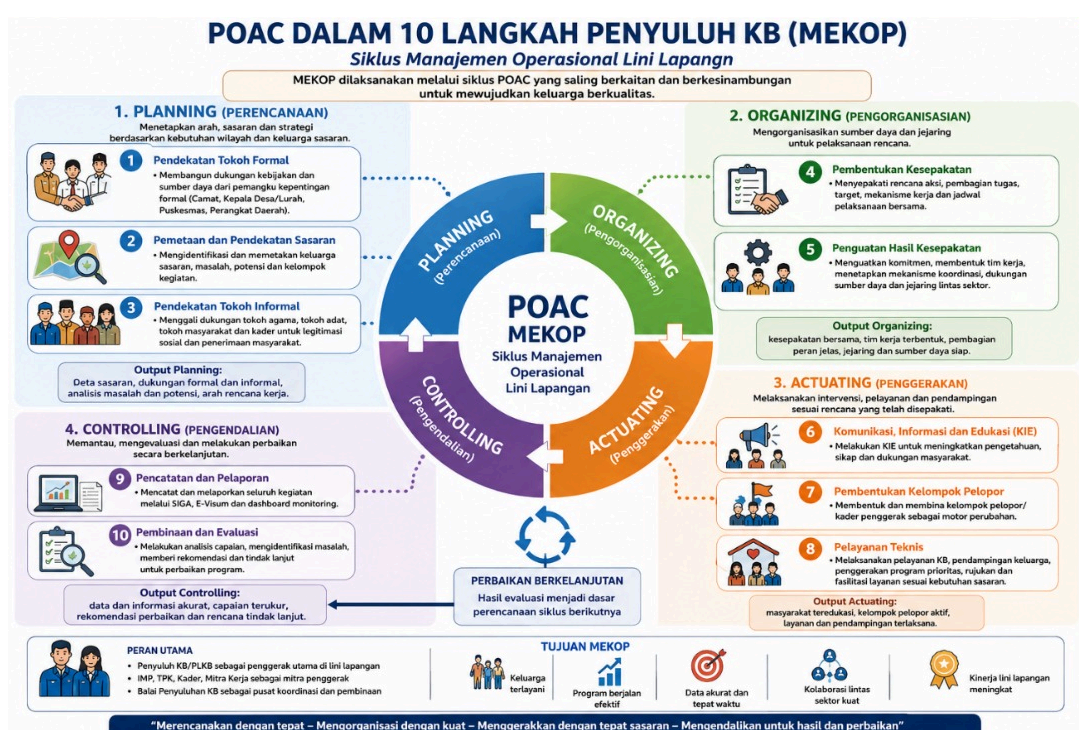 POAC DALAM 10 LANGKAH PENYULUH KB (MEKOP)
Siklus Manajemen Operasional Lini Lapangn
MEKOP dilaksanakan melalui siklus POAC yang saling berkaitan dan berkesinambungan
untuk mewujudkan keluarga berkualitas.
1. PLANNING (PERENCANAAN)
Menetapkan arah, sasaran dan strategi
berdasarkan kebutuhan wilayah dan keluarga sasaran.
1 Pendekatan Tokoh Formal
• Membangun dukungan kebijakan dan
sumber daya dari pemangku kepentingan
formal (Camat, Kepala Desa/Lurah,
Puskesmas, Perangkat Daerah).
2 Pemetaan dan Pendekatan Sasaran
• Mengidentifikasi dan memetakan keluarga
sasaran, masalah, potensi dan kelompok
kegiatan.
3 Pendekatan Tokoh Informal
• Menggali dukungan tokoh agama, tokoh adat,
tokoh masyarakat dan kader untuk legitimasi
sosial dan penerimaan masyarakat.
Output Planning:
Deta sasaran, dukungan formal dan informal,
analisis masalah dan potensi, arah rencana kerja.
2. ORGANIZING (PENGORGANISASIAN)
Mengorganisasikan sumber daya dan jejaring
untuk pelaksanaan rencana.
4 Pembentukan Kesepakatan
• Menyepakati rencana aksi, pembagian tugas,
target, mekanisme kerja dan jadwal
pelaksanaan bersama.
5 Penguatan Hasil Kesepakatan
• Menguatkan komitmen, membentuk tim kerja,
menetapkan mekanisme koordinasi, dukungan
sumber daya dan jejaring lintas sektor.
Output Organizing:
kesepakatan bersama, tim kerja terbentuk, pembagian
peran jelas, jejaring dan sumber daya siap.
PLANNING
(Perencanaan)
ORGANIZING
(Pengorganisasian)
POAC
MEKOP
Siklus Manajemen
Operasional
Lini Lapangan
CONTROLLING
(Pengendalian)
ACTUATING
(Penggerakan)
3. ACTUATING (PENGGERAKAN)
Melaksanakan intervensi, pelayanan dan pendampingan
sesuai rencana yang telah disepakati.
6 Komunikasi, Informasi dan Edukasi (KIE)
• Melakukan KIE untuk meningkatkan pengetahuan,
sikap dan dukungan masyarakat.
7 Pembentukan Kelompok Pelopor
• Membentuk dan membina kelompok pelopor/
kader penggerak sebagai motor perubahan.
8 Pelayanan Teknis
• Melaksanakan pelayanan KB, pendampingan keluarga,
penggerakan program prioritas, rujukan dan
fasilitasi layanan sesuai kebutuhan sasaran.
Output Actuating:
masyarakat teredukasi, kelompok pelopor aktif,
layanan dan pendampingan terlaksana.
4. CONTROLLING (PENGENDALIAN)
Memantau, mengevaluasi dan melakukan perbaikan
secara berkelanjutan.
9 Pencatatan dan Pelaporan
• Mencatat dan melaporkan seluruh kegiatan
melalui SIGA, E-Visum dan dashboard monitoring.
10 Pembinaan dan Evaluasi
• Melakukan analisis capaian, mengidentifikasi masalah,
memberi rekomendasi dan tindak lanjut
untuk perbaikan program.
Output Controlling:
data dan informasi akurat, capaian terukur,
rekomendasi perbaikan dan rencana tindak lanjut.
PERBAIKAN BERKELANJUTAN
Hasil evaluasi menjadi dasar
perencanaan siklus berikutnya
PERAN UTAMA
• Penyuluh KB/PLKB sebagai penggerak utama di lini lapangan
• IMP, TPK, Kader, Mitra Kerja sebagai mitra penggerak
• Balai Penyuluhan KB sebagai pusat koordinasi dan pembinaan
TUJUAN MEKOP
Keluarga
terlayani
Program berjalan
efektif
Data akurat dan
tepat waktu
Kolaborasi lintas
sektor kuat
Kinerja lini lapangan
meningkat
"Merencanakan dengan tepat – Mengorganisasi dengan kuat – Menggerakkan dengan tepat sasaran – Mengendalikan untuk hasil dan perbaikan"